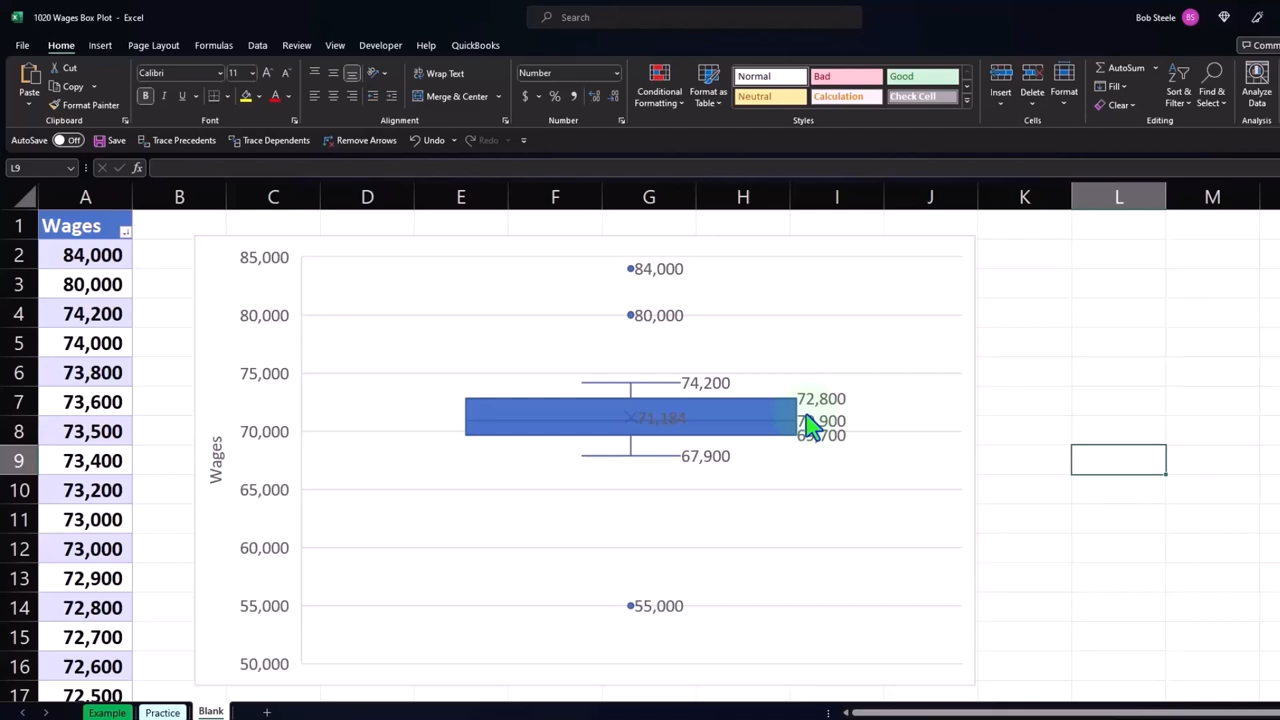 1020 Wages Box Plot - Excel
Search
Bob Steele
BS
File Home Insert Page Layout Formulas Data Review View Developer Help QuickBooks
Paste
Cut
Copy
Format Painter
Clipboard
Calibri 11
B I U
Font
Wrap Text
Merge & Center
Alignment
Number
$ % 
Number
Conditional Formatting
Format as Table
Normal Bad Good
Neutral Calculation Check Cell
Styles
Insert Delete Format
Cells
AutoSum
Fill
Clear
Sort & Filter
Find & Select
Editing
Analyze Data
Analysis
AutoSave Off Save Trace Precedents Trace Dependents Remove Arrows Undo Redo
L9 fx
A B C D E F G H I J K L M
1 Wages
2 84,000
3 80,000
4 74,200
5 74,000
6 73,800
7 73,600
8 73,500
9 73,400
10 73,200
11 73,000
12 73,000
13 72,900
14 72,800
15 72,700
16 72,600
17 72,500
Wages
85,000
80,000
75,000
70,000
65,000
60,000
55,000
50,000
84,000
80,000
74,200
72,800
71,184
67,900
55,000
Example Practice Blank